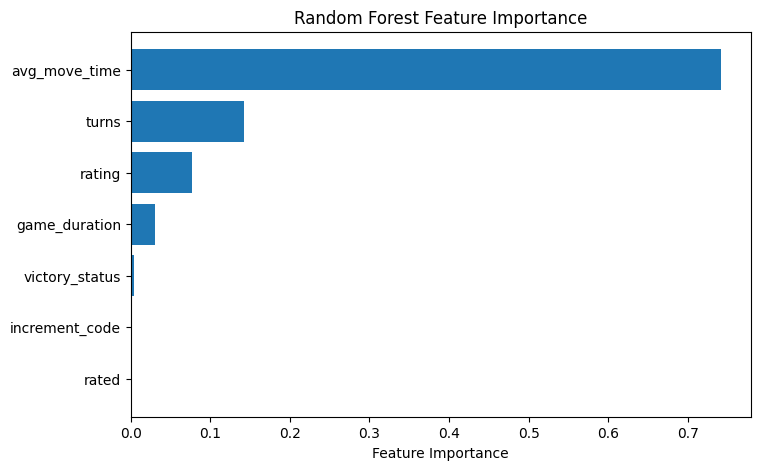 Random Forest Feature Importance
avg_move_time
turns
rating
game_duration
victory_status
increment_code
rated
0.0 0.1 0.2 0.3 0.4 0.5 0.6 0.7
Feature Importance